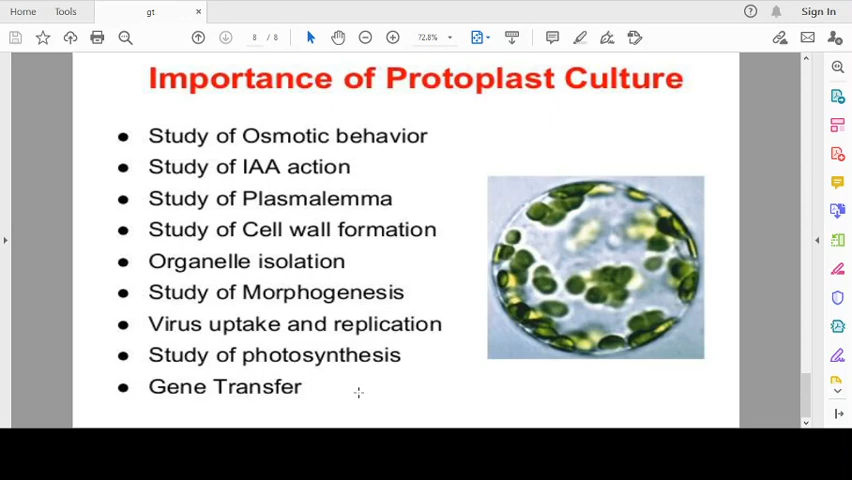 Home Tools gt × Sign In
8 / 8 72.8%
Importance of Protoplast Culture
● Study of Osmotic behavior
● Study of IAA action
● Study of Plasmalemma
● Study of Cell wall formation
● Organelle isolation
● Study of Morphogenesis
● Virus uptake and replication
● Study of photosynthesis
● Gene Transfer